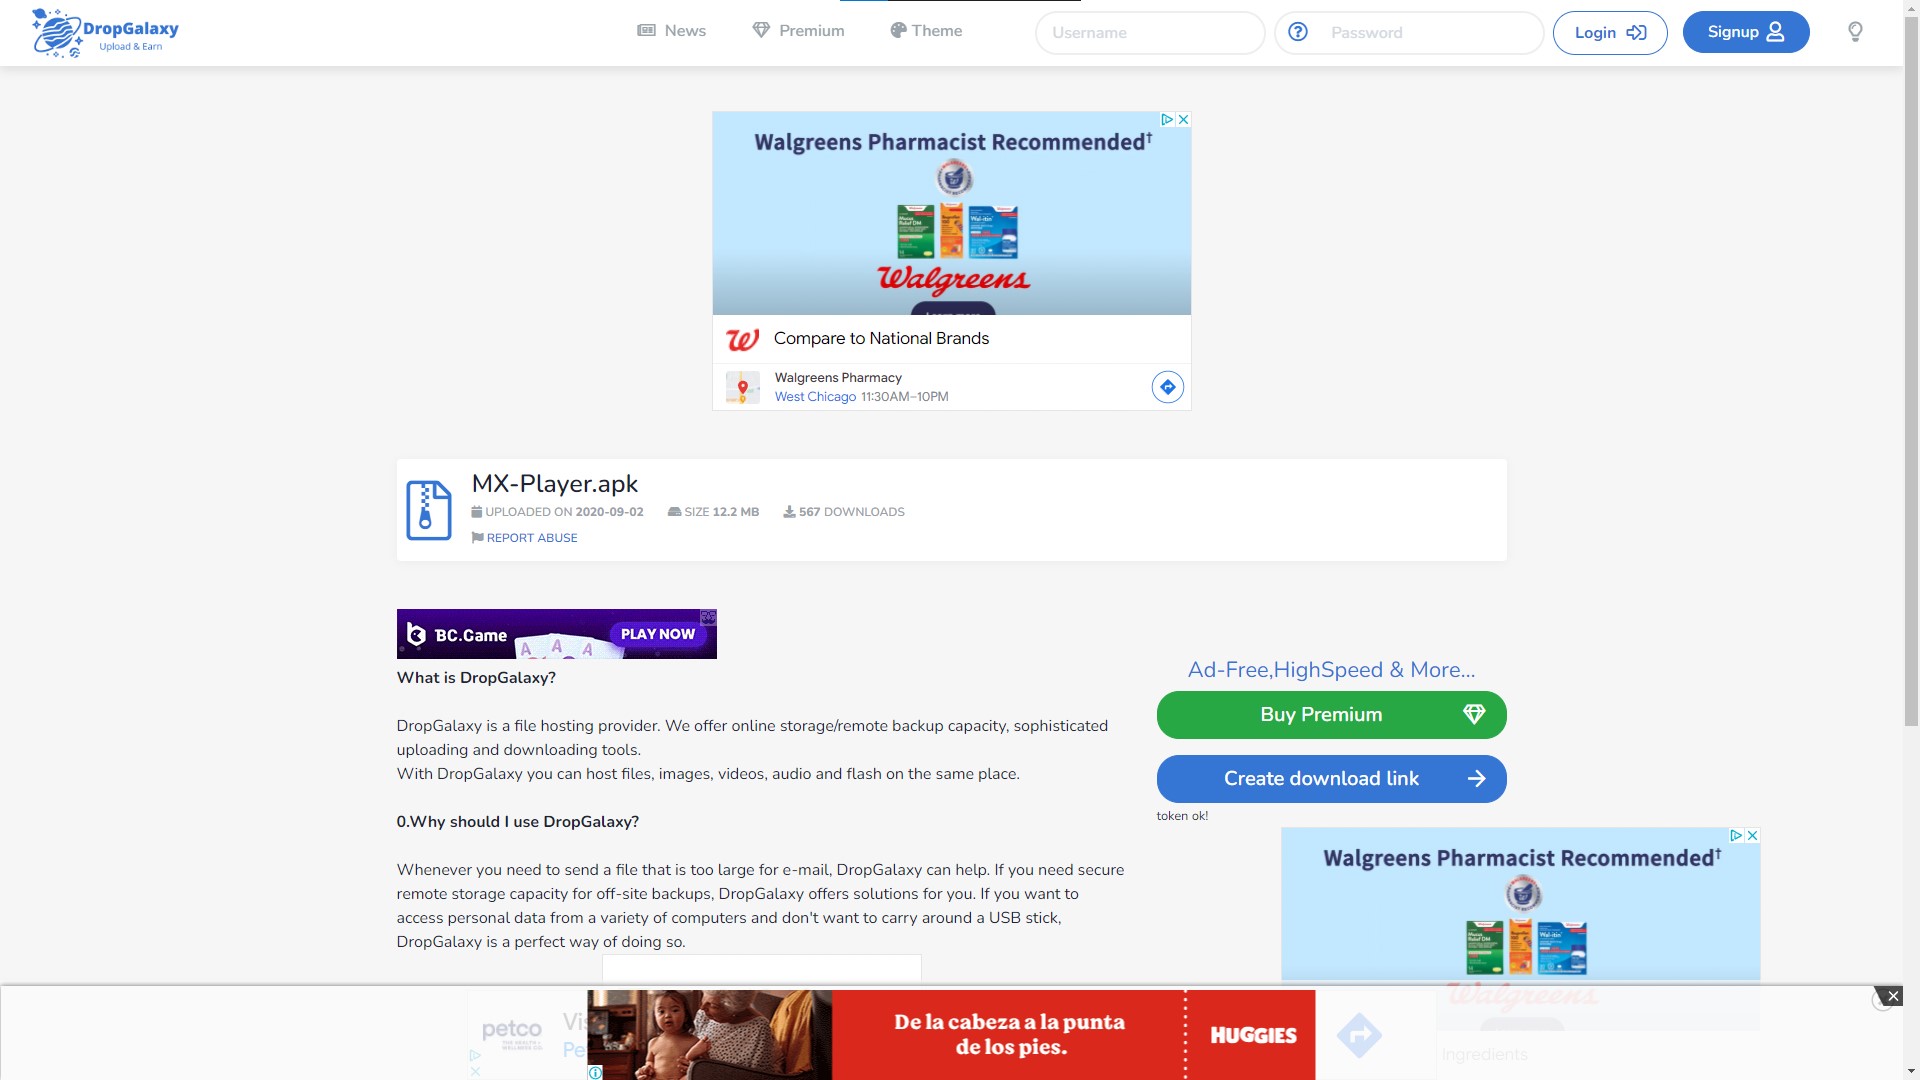 DropGalaxy
Upload & Earn
News
Premium
Theme
Username
Password
Login
Signup
Walgreens Pharmacist Recommended†
Walgreens
Compare to National Brands
Walgreens Pharmacy
West Chicago 11:30AM–10PM
MX-Player.apk
UPLOADED ON 2020-09-02 SIZE 12.2 MB 567 DOWNLOADS
REPORT ABUSE
BC.GAME PLAY NOW
What is DropGalaxy?
DropGalaxy is a file hosting provider. We offer online storage/remote backup capacity, sophisticated
uploading and downloading tools.
With DropGalaxy you can host files, images, videos, audio and flash on the same place.
0.Why should I use DropGalaxy?
Whenever you need to send a file that is too large for e-mail, DropGalaxy can help. If you need secure
remote storage capacity for off-site backups, DropGalaxy offers solutions for you. If you want to
access personal data from a variety of computers and don't want to carry around a USB stick,
DropGalaxy is a perfect way of doing so.
Ad-Free,HighSpeed & More...
Buy Premium
Create download link
token ok!
Walgreens Pharmacist Recommended†
Walgreens
petco
De la cabeza a la punta
de los pies.
HUGGIES
Ingredients